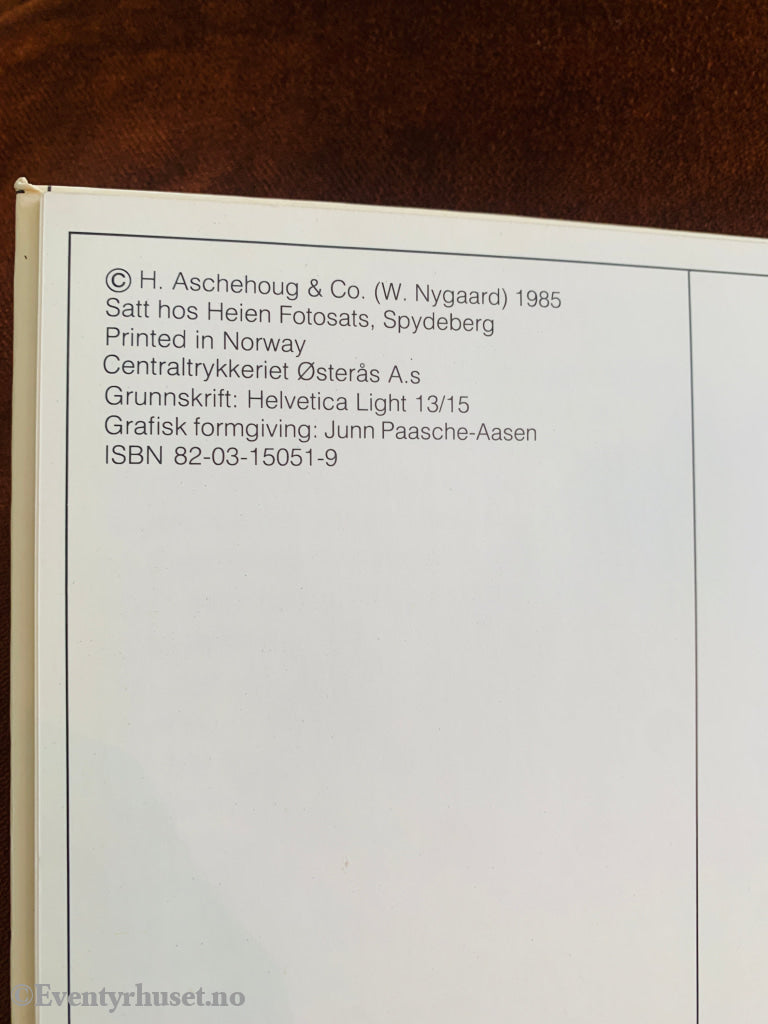 © H. Aschehoug & Co. (W. Nygaard) 1985
Satt hos Heien Fotosats, Spydeberg
Printed in Norway
Centraltrykkeriet Østerås A.s
Grunnskrift: Helvetica Light 13/15
Grafisk formgiving: Junn Paasche-Aasen
ISBN 82-03-15051-9
©Eventyrhuset.no